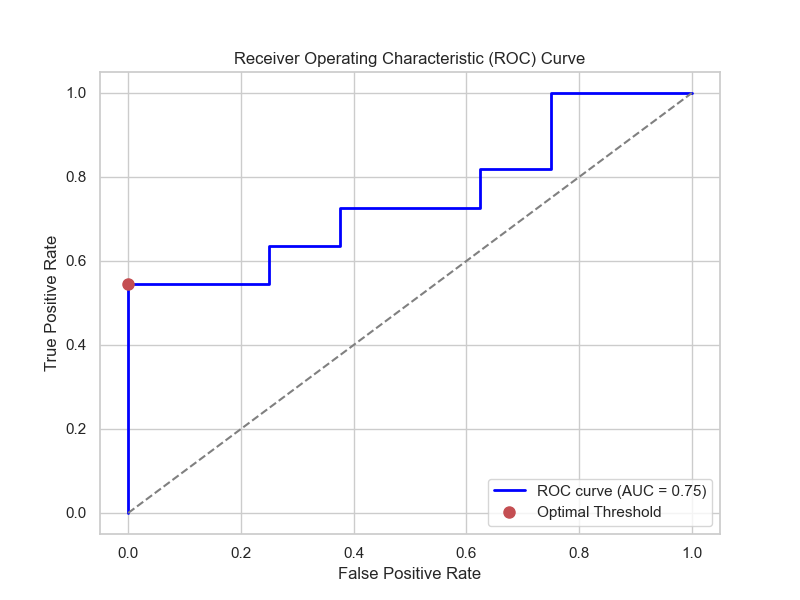 Receiver Operating Characteristic (ROC) Curve
True Positive Rate
1.0
0.8
0.6
0.4
0.2
0.0
ROC curve (AUC = 0.75)
Optimal Threshold
0.0 0.2 0.4 0.6 0.8 1.0
False Positive Rate